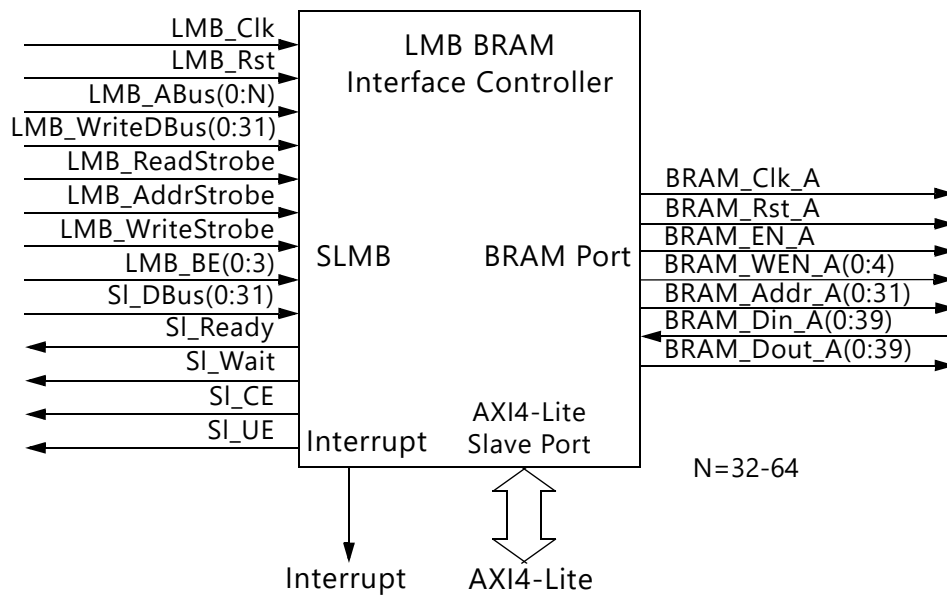 LMB_Clk
LMB_Rst
LMB_ABus(0:N)
LMB_WriteDBus(0:31)
LMB_ReadStrobe
LMB_AddrStrobe
LMB_WriteStrobe
LMB_BE(0:3)
Sl_DBus(0:31)
Sl_Ready
Sl_Wait
Sl_CE
Sl_UE
LMB BRAM
Interface Controller
SLMB
BRAM Port
Interrupt
AXI4-Lite
Slave Port
BRAM_Clk_A
BRAM_Rst_A
BRAM_EN_A
BRAM_WEN_A(0:4)
BRAM_Addr_A(0:31)
BRAM_Din_A(0:39)
BRAM_Dout_A(0:39)
N=32-64
Interrupt
AXI4-Lite